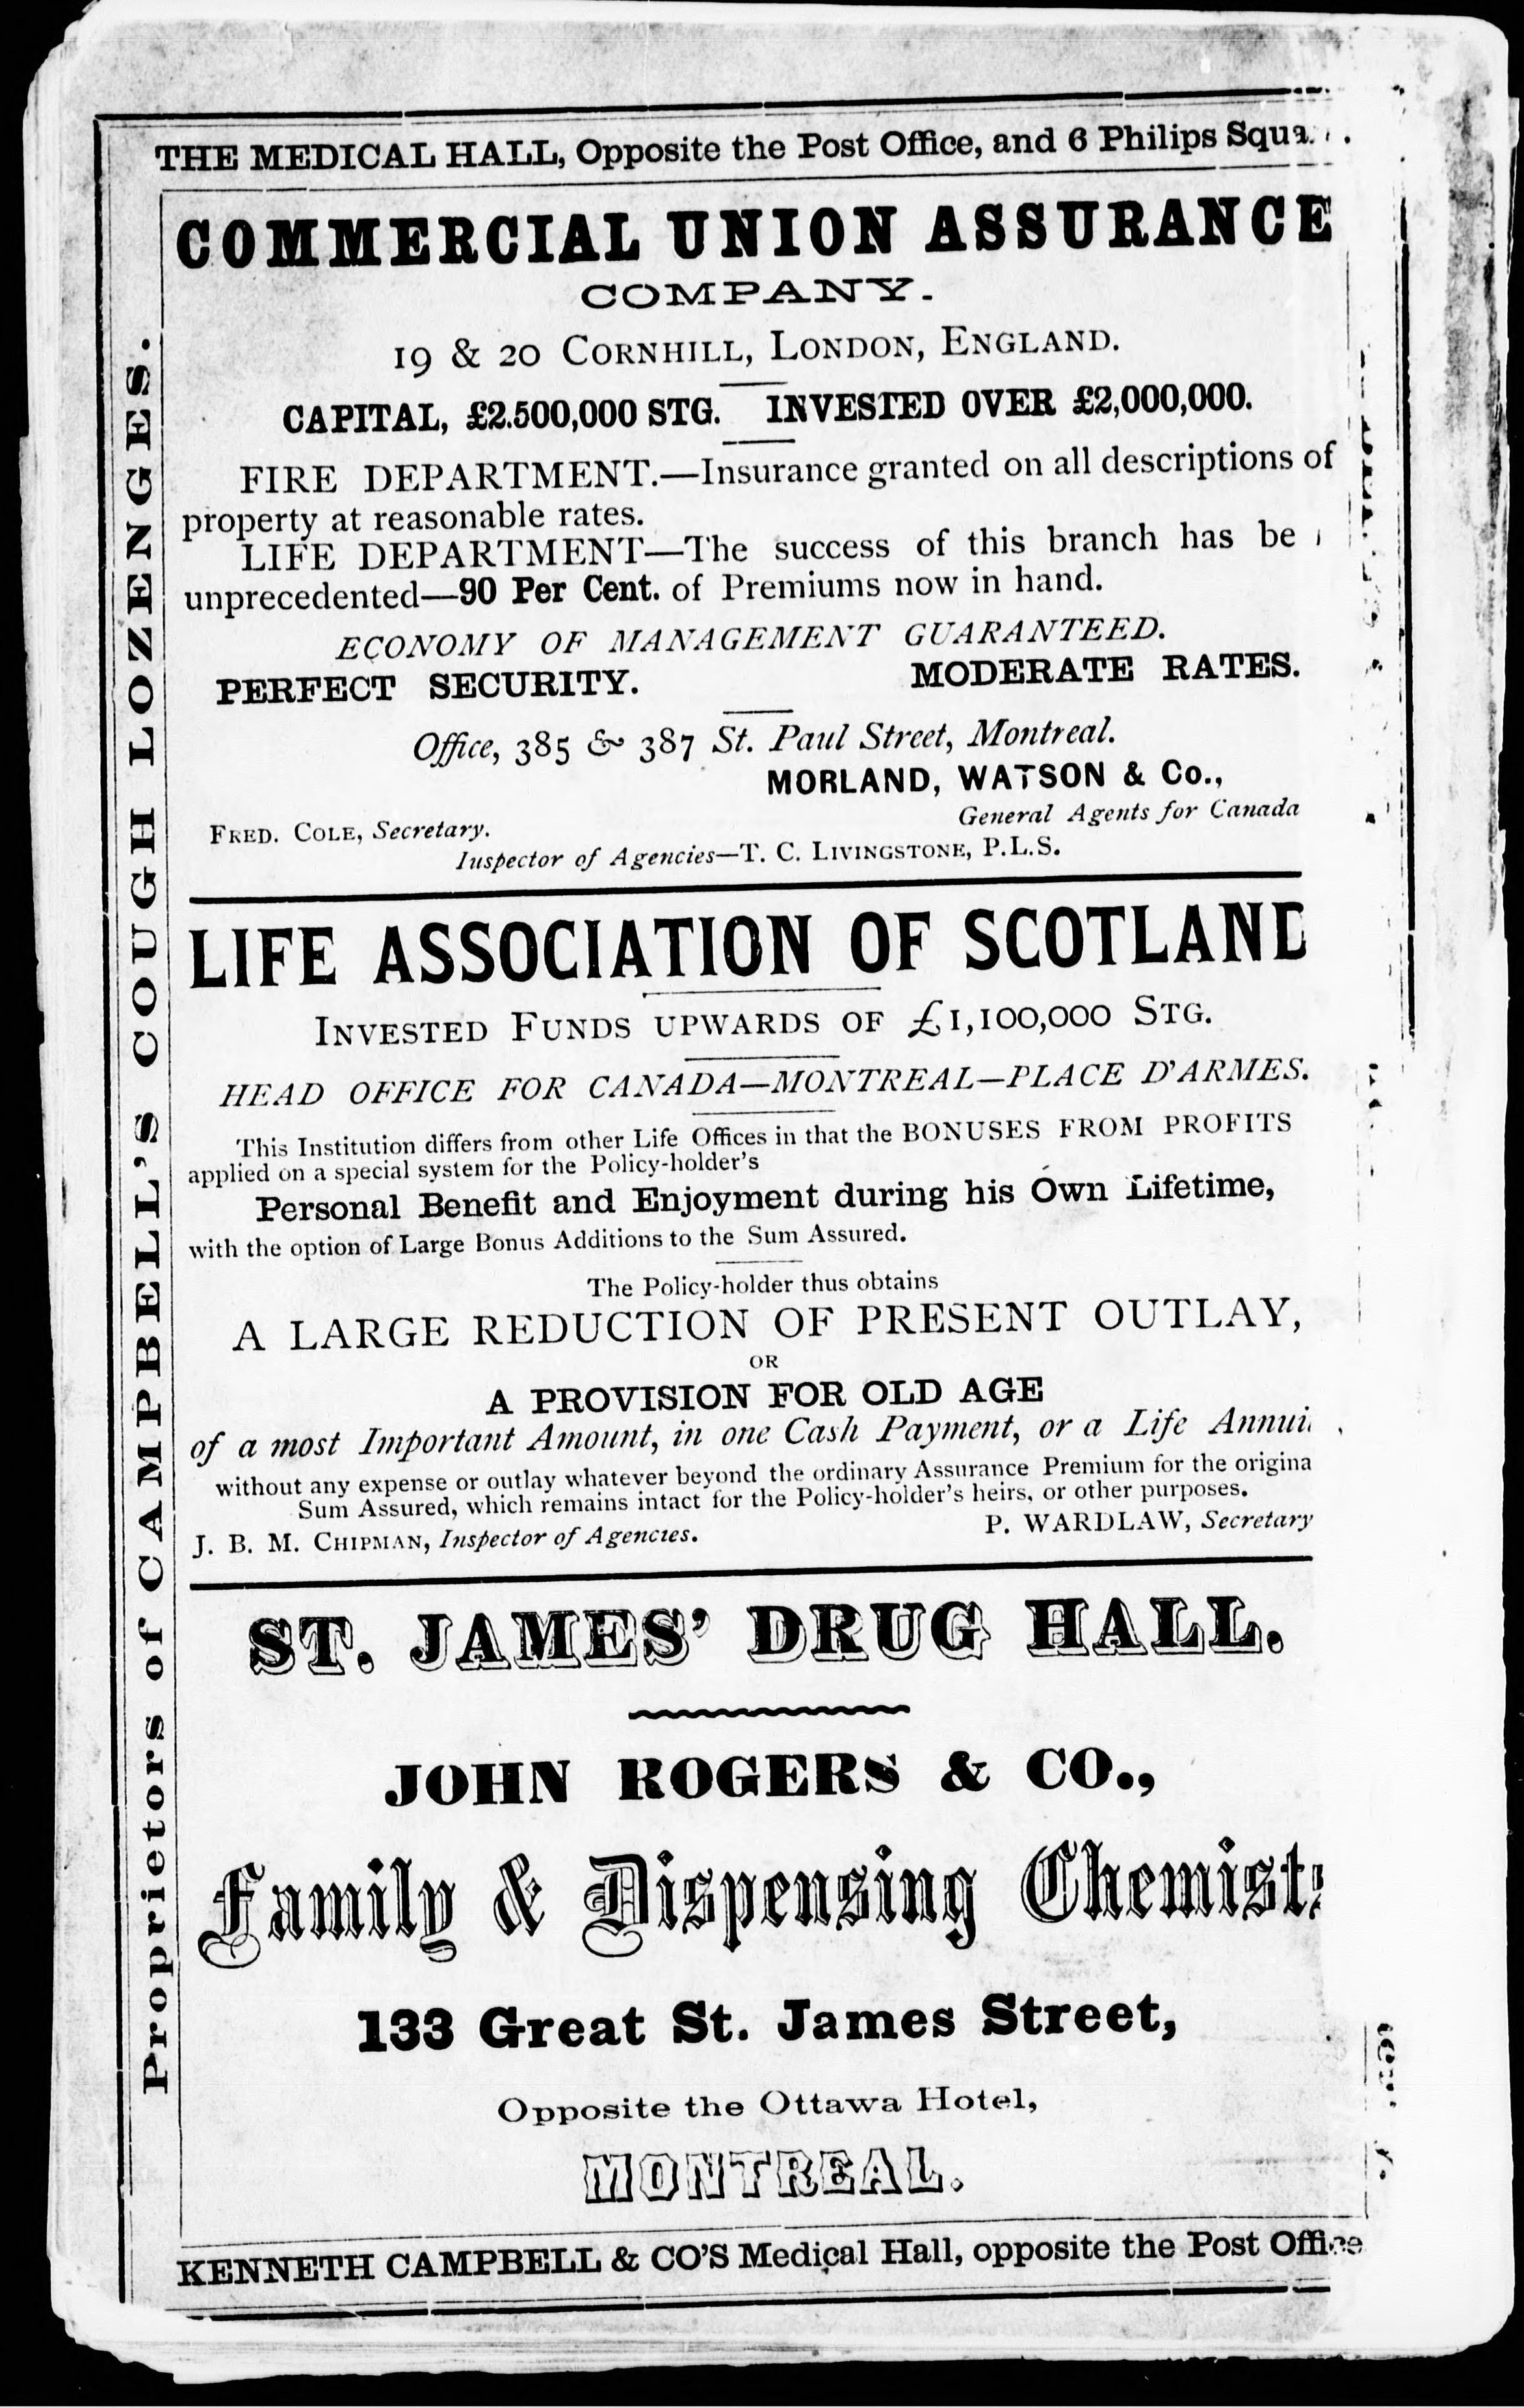 THE MEDICAL HALL, Opposite the Post Office, and 6 Philips
Proprietors of CAMPBELL'S COUGH LOZENGES.
COMMERCIAL UNION ASSURANCE
COMPANY.
19 & 20 CORNHILL, LONDON, ENGLAND.
CAPITAL, £2.500,000 STG. INVESTED OVER £2,000,000.
FIRE DEPARTMENT.—Insurance granted on all descriptions of
property at reasonable rates.
LIFE DEPARTMENT—The success of this branch has
unprecedented—90 Per Cent. of Premiums now in hand.
ECONOMY OF MANAGEMENT GUARANTEED.
PERFECT SECURITY. MODERATE RATES.
Office, 385 & 387 St. Paul Street, Montreal.
MORLAND, WATSON & Co.,
General Agents for Canada
FRED. COLE, Secretary.
Inspector of Agencies—T. C. LIVINGSTONE, P.L.S.
LIFE ASSOCIATION OF SCOTLAND
INVESTED FUNDS UPWARDS OF £1,100,000 STG.
HEAD OFFICE FOR CANADA—MONTREAL—PLACE D'ARMES.
This Institution differs from other Life Offices in that the BONUSES FROM PROFITS
applied on a special system for the Policy-holder's
Personal Benefit and Enjoyment during his Own Lifetime,
with the option of Large Bonus Additions to the Sum Assured.
The Policy-holder thus obtains
A LARGE REDUCTION OF PRESENT OUTLAY,
OR
A PROVISION FOR OLD AGE
of a most Important Amount, in one Cash Payment, or a Life
without any expense or outlay whatever beyond the ordinary Assurance Premium for the origina
Sum Assured, which remains intact for the Policy-holder's heirs, or other purposes.
J. B. M. CHIPMAN, Inspector of Agencies. P. WARDLAW, Secretary
ST. JAMES' DRUG HALL.
JOHN ROGERS & CO.,
Family & Dispensing Chemists
133 Great St. James Street,
Opposite the Ottawa Hotel,
MONTREAL.
KENNETH CAMPBELL & CO'S Medical Hall, opposite the Post Office